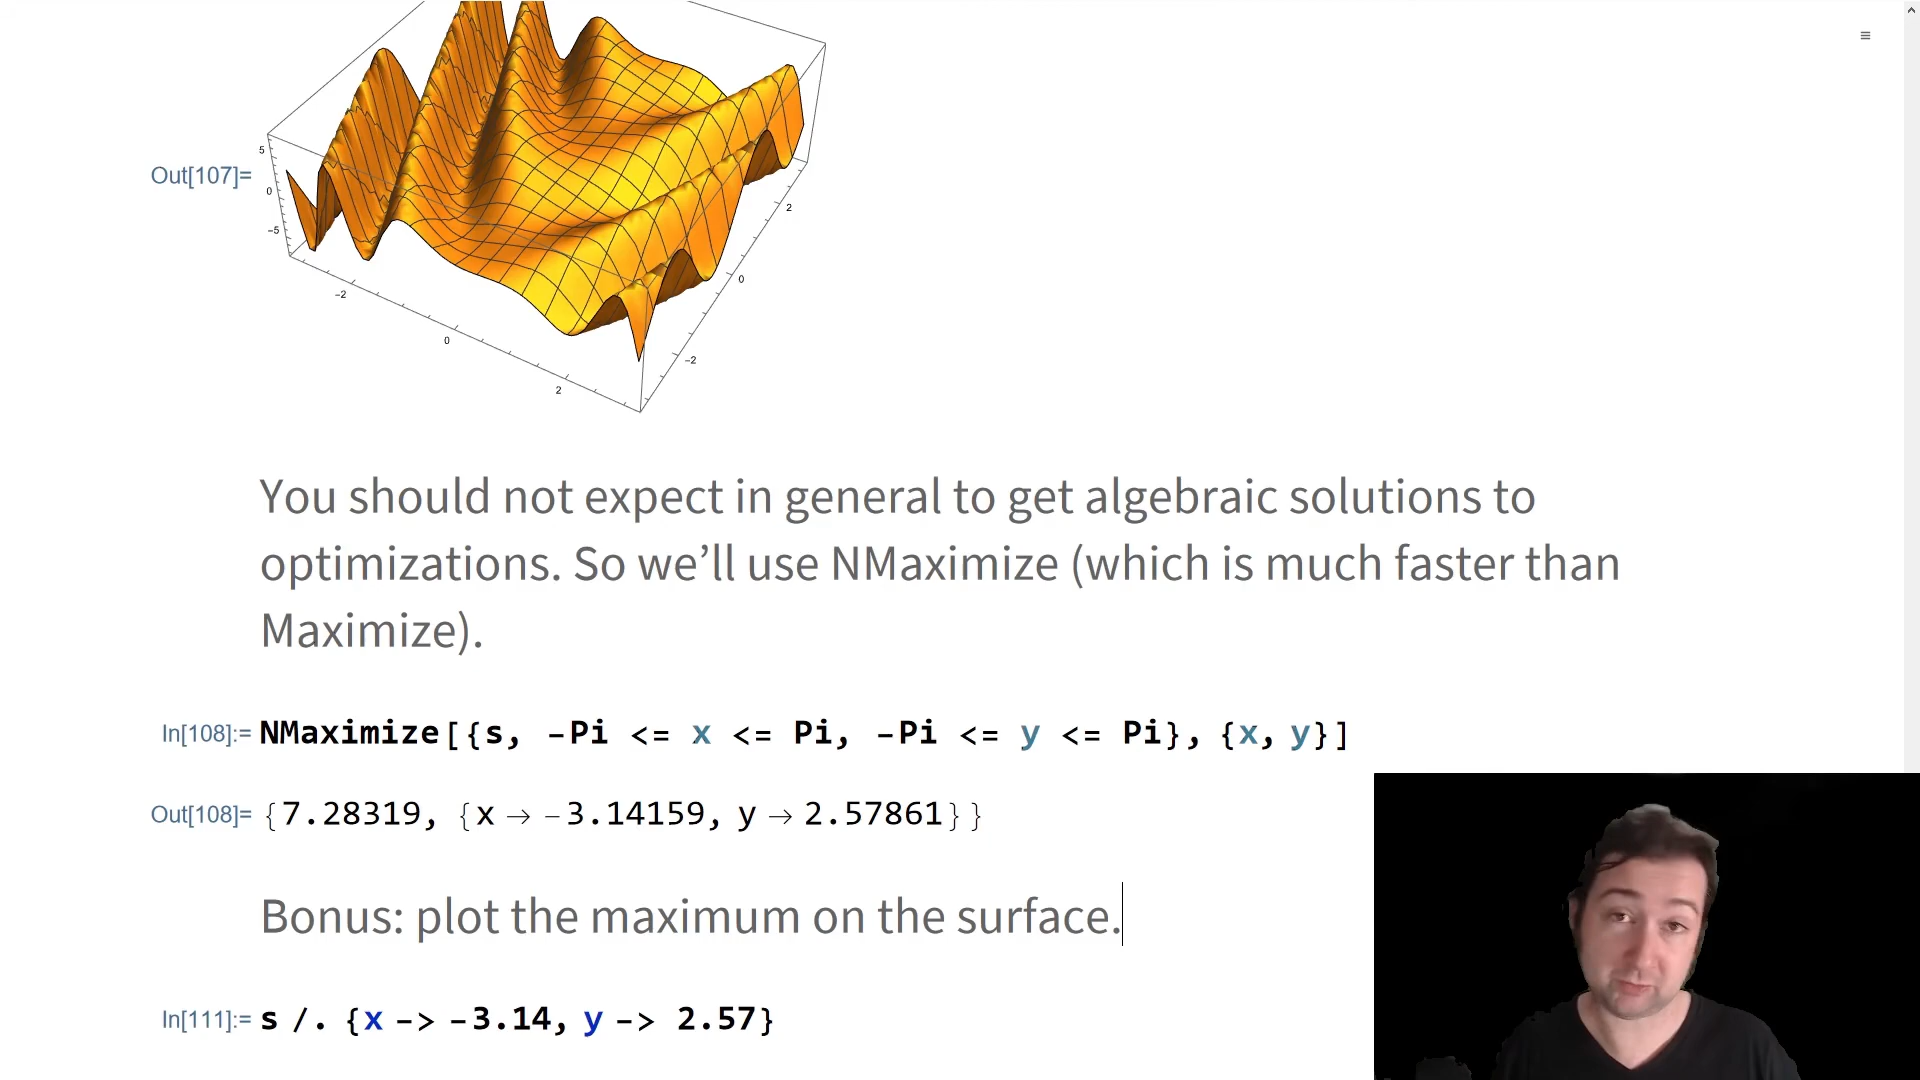 5
0
-5
Out[107]=
-2
0
2
2
0
-2
You should not expect in general to get algebraic solutions to
optimizations. So we’ll use NMaximize (which is much faster than
Maximize).
In[108]:= NMaximize[{s, -Pi <= x <= Pi, -Pi <= y <= Pi}, {x, y}]
Out[108]= {7.28319, {x → -3.14159, y → 2.57861}}
Bonus: plot the maximum on the surface.
In[111]:= s /. {x -> -3.14, y -> 2.57}